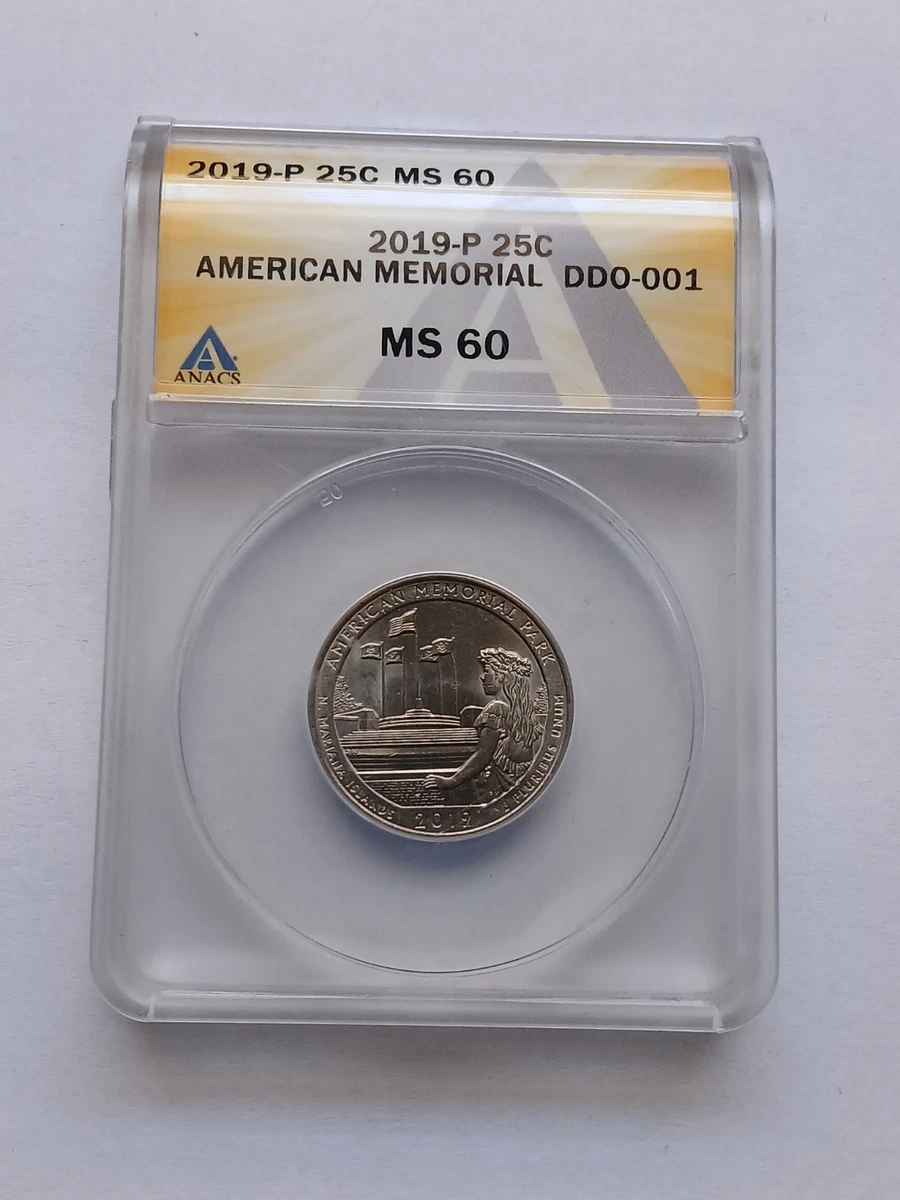 2019-P 25C MS 60
2019-P 25C
AMERICAN MEMORIAL DDO-001
MS 60
ANACS
05
AMERICAN MEMORIAL PARK
N. MARIANA ISLANDS
2019
E PLURIBUS UNUM